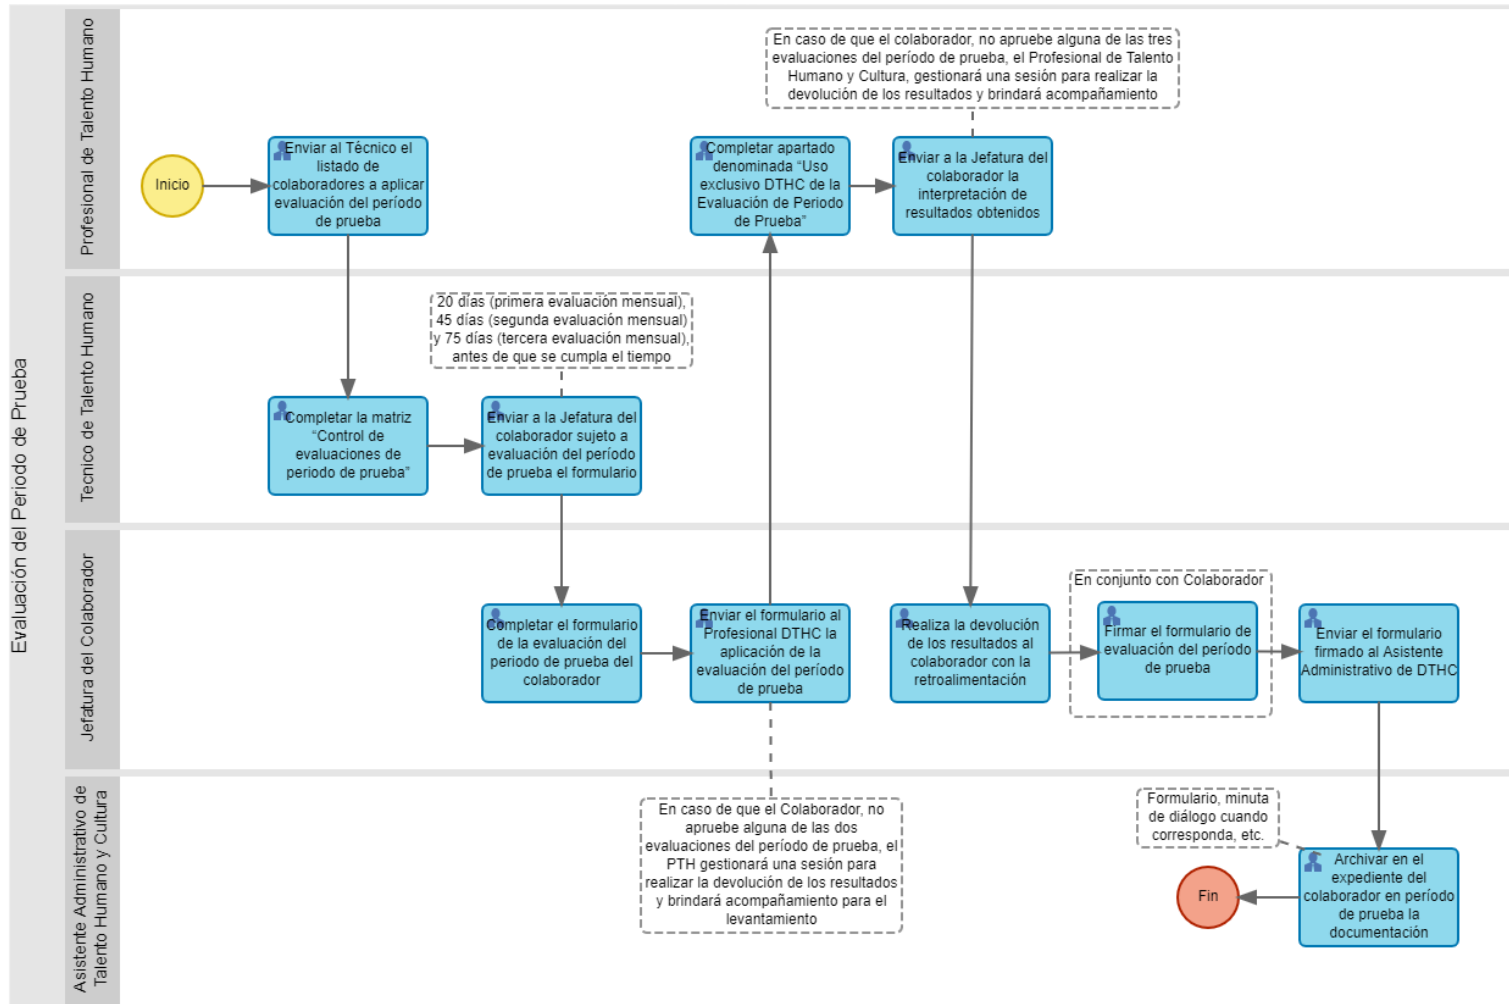 Evaluación del Periodo de Prueba
Profesional de Talento Humano
Inicio
Enviar al Técnico el
listado de
colaboradores a aplicar
evaluación del período
de prueba
Completar apartado
denominada “Uso
exclusivo DTHC de la
Evaluación de Periodo
de Prueba”
En caso de que el colaborador, no apruebe alguna de las tres
evaluaciones del período de prueba, el Profesional de Talento
Humano y Cultura, gestionará una sesión para realizar la
devolución de los resultados y brindará acompañamiento
Enviar a la Jefatura del
colaborador la
interpretación de
resultados obtenidos
Tecnico de Talento Humano
Completar la matriz
“Control de
evaluaciones de
periodo de prueba”
20 días (primera evaluación mensual),
45 días (segunda evaluación mensual)
y 75 días (tercera evaluación mensual),
antes de que se cumpla el tiempo
Enviar a la Jefatura del
colaborador sujeto a
evaluación del período
de prueba el formulario
Jefatura del Colaborador
Completar el formulario
de la evaluación del
periodo de prueba del
colaborador
Enviar el formulario al
Profesional DTHC la
aplicación de la
evaluación del período
de prueba
Realiza la devolución
de los resultados al
colaborador con la
retroalimentación
En conjunto con Colaborador
Firmar el formulario de
evaluación del período
de prueba
Enviar el formulario
firmado al Asistente
Administrativo de DTHC
Asistente Administrativo de
Talento Humano y Cultura
En caso de que el Colaborador, no
apruebe alguna de las dos
evaluaciones del período de prueba, el
PTH gestionará una sesión para
realizar la devolución de los resultados
y brindará acompañamiento para el
levantamiento
Formulario, minuta
de diálogo cuando
corresponda, etc.
Archivar en el
expediente del
colaborador en período
de prueba la
documentación
Fin